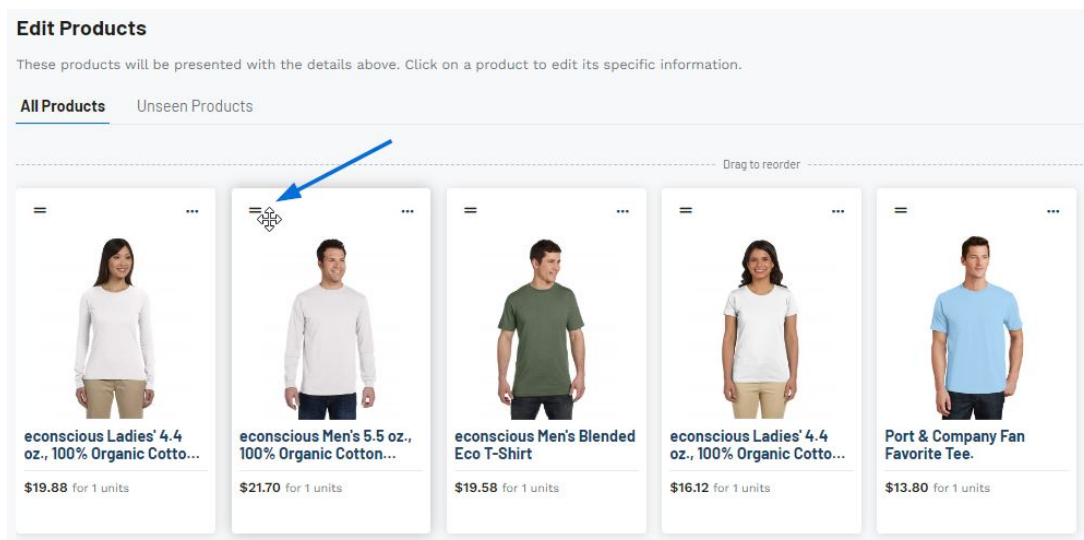 Edit Products
These products will be presented with the details above. Click on a product to edit its specific information.
All Products Unseen Products
Drag to reorder
econscious Ladies' 4.4
oz., 100% Organic Cotto...
$19.88 for 1 units
econscious Men's 5.5 oz.,
100% Organic Cotton...
$21.70 for 1 units
econscious Men's Blended
Eco T-Shirt
$19.58 for 1 units
econscious Ladies' 4.4
oz., 100% Organic Cotto...
$16.12 for 1 units
Port & Company Fan
Favorite Tee.
$13.80 for 1 units